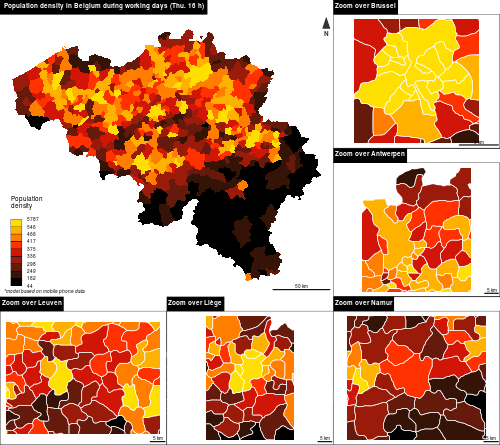 Population density in Belgium during working days (Thu. 16 h)
N
Population
density
5787
546
466
417
375
336
298
249
182
44
*model based on mobile phone data
50 km
Zoom over Brussel
Zoom over Antwerpen
5 km
Zoom over Leuven
5 km
Zoom over Liège
5 km
Zoom over Namur
5 km